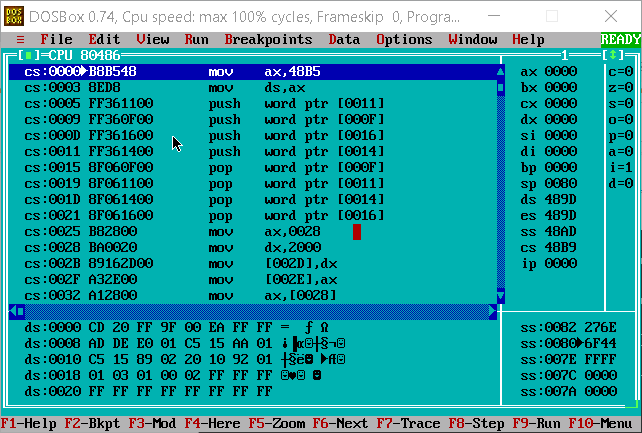 DOSBox 0.74, Cpu speed: max 100% cycles, Frameskip 0, Progra...
≡ File Edit View Run Breakpoints Data Options Window Help READY
[■]=CPU 80486 1=[↕]
cs:0000►B8B548 mov ax,48B5 ax 0000 c=0
cs:0003 8ED8 mov ds,ax bx 0000 z=0
cs:0005 FF361100 push word ptr [0011] cx 0000 s=0
cs:0009 FF360F00 push word ptr [000F] dx 0000 o=0
cs:000D FF361600 push word ptr [0016] si 0000 p=0
cs:0011 FF361400 push word ptr [0014] di 0000 a=0
cs:0015 8F060F00 pop word ptr [000F] bp 0000 i=1
cs:0019 8F061100 pop word ptr [0011] sp 0080 d=0
cs:001D 8F061400 pop word ptr [0014] ds 489D
cs:0021 8F061600 pop word ptr [0016] es 489D
cs:0025 B82800 mov ax,0028 ss 48AD
cs:0028 BA0020 mov dx,2000 cs 48B9
cs:002B 89162D00 mov [002D],dx ip 0000
cs:002F A32E00 mov [002E],ax
cs:0032 A12800 mov ax,[0028]
ds:0000 CD 20 FF 9F 00 EA FF FF = ƒ Ω ss:0082 276E
ds:0008 AD DE E0 01 C5 15 AA 01 ¡▐α☺┼§¬☺ ss:0080►6F44
ds:0010 C5 15 89 02 20 10 92 01 ┼§ë☻ ►Æ☺ ss:007E FFFF
ds:0018 01 03 01 00 02 FF FF FF ☺♥☺ ☻ ss:007C 0000
ds:0020 FF FF FF FF FF FF FF FF ss:007A 0000
F1-Help F2-Bkpt F3-Mod F4-Here F5-Zoom F6-Next F7-Trace F8-Step F9-Run F10-Menu